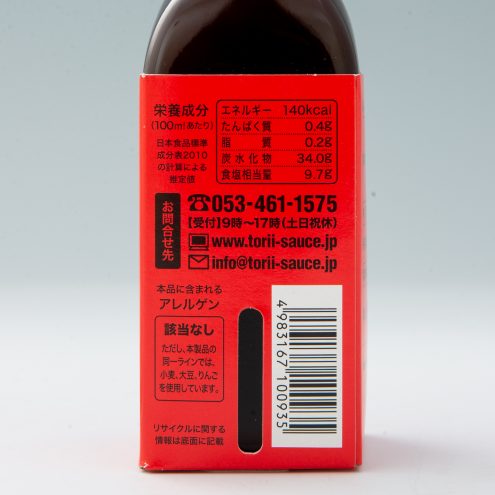 栄養成分
(100mlあたり)
日本食品標準
成分表2010
の計算による
推定値
エネルギー 140kcal
たんぱく質 0.4g
脂質 0.2g
炭水化物 34.0g
食塩相当量 9.7g
お問合せ先
☎053-461-1575
【受付】9時〜17時(土日祝休)
www.torii-sauce.jp
info@torii-sauce.jp
本品に含まれる
アレルゲン
該当なし
ただし、本製品の
同一ラインでは、
小麦、大豆、りんご
を使用しています。
リサイクルに関する
情報は底面に記載
4983167100935